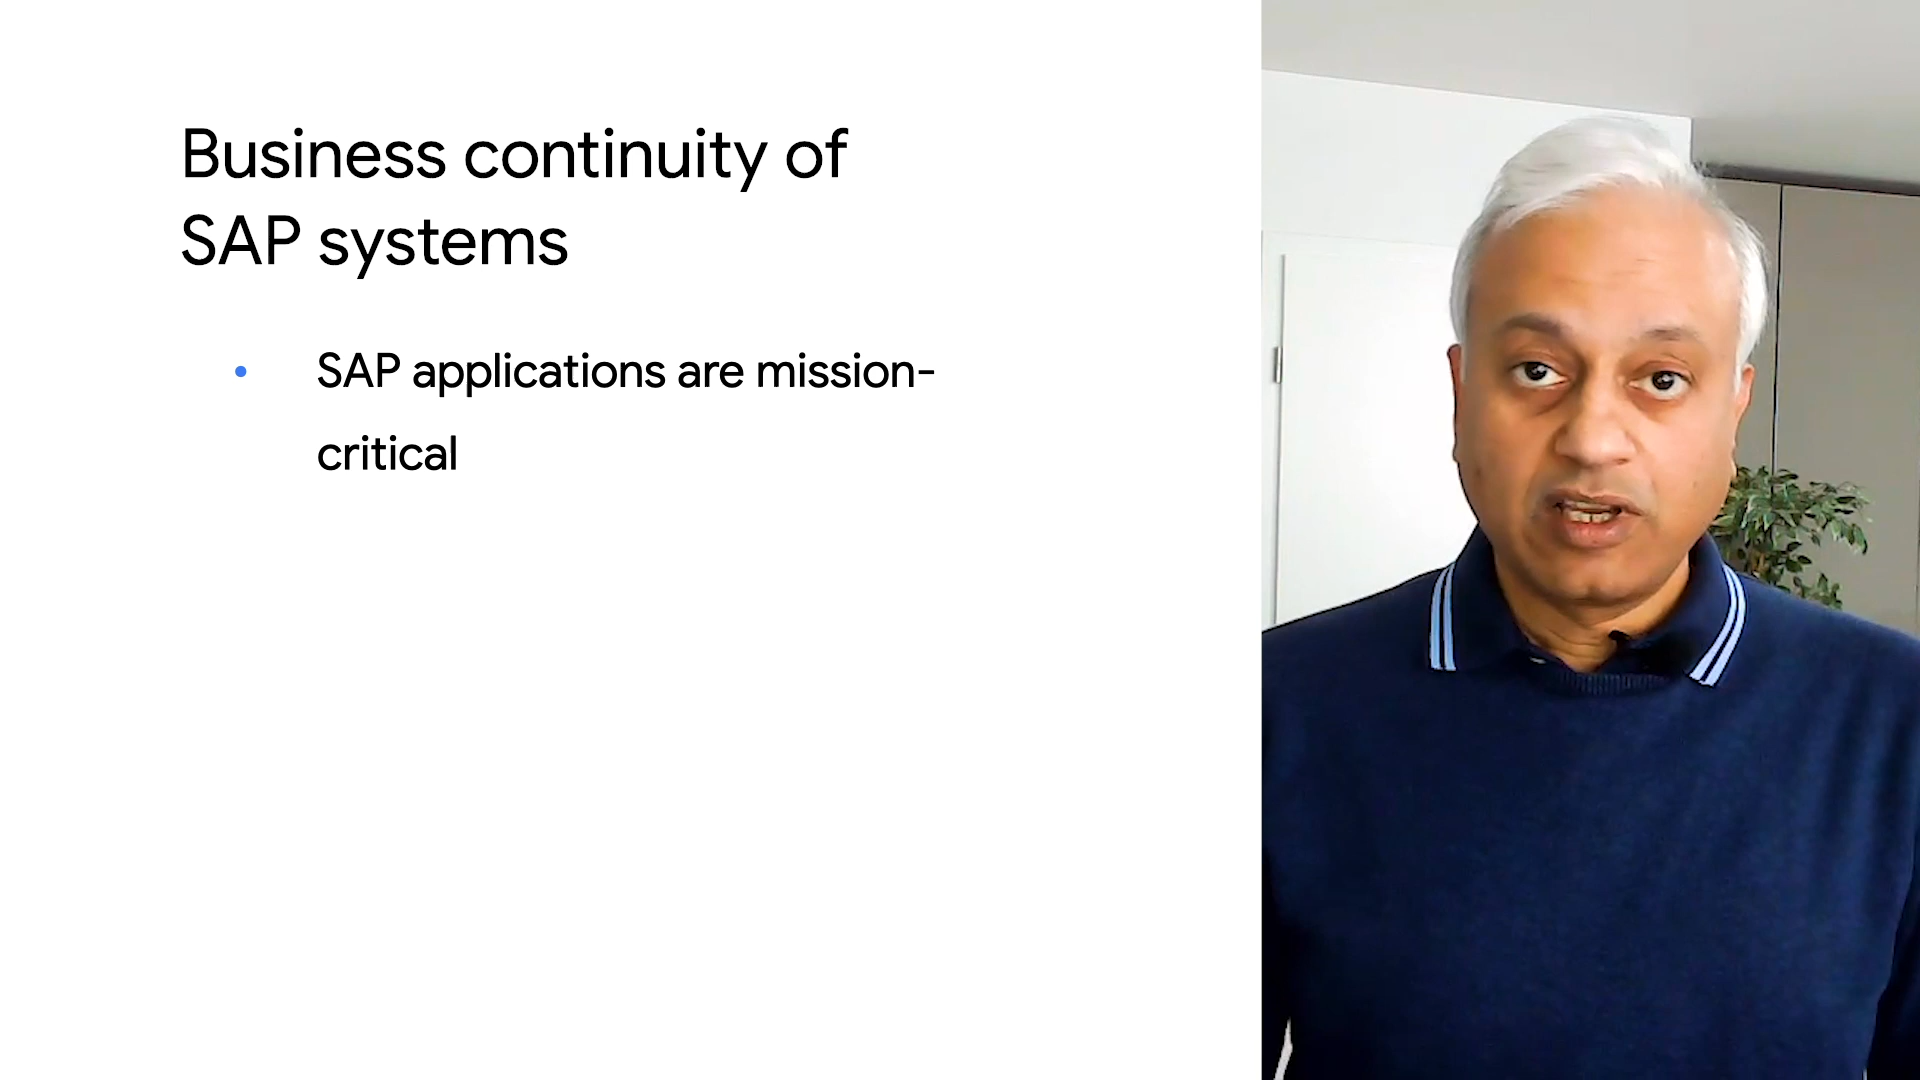 Business continuity of
SAP systems
• SAP applications are mission-
critical